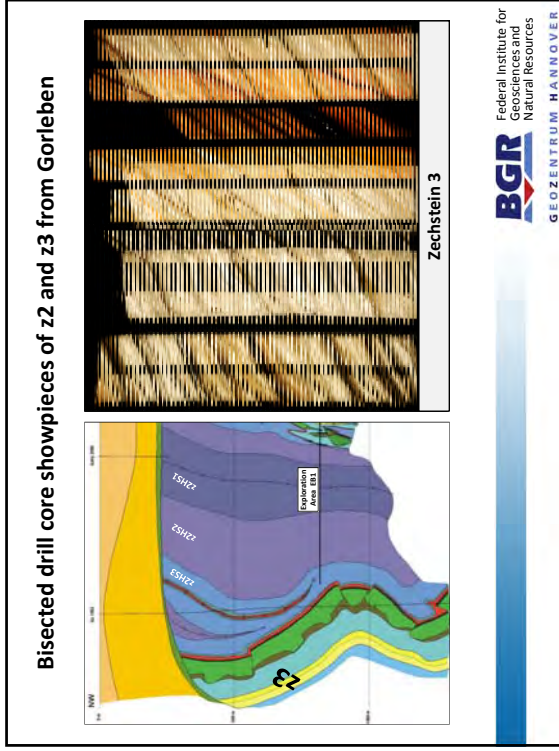 Bisected drill core showpieces of z2 and z3 from Gorleben
NW
z2HS3
z2HS2
z2HS1
Exploration
Area EB1
z3
Zechstein 3
BGR
Federal Institute for
Geosciences and
Natural Resources
GEOZENTRUM HANNOVER